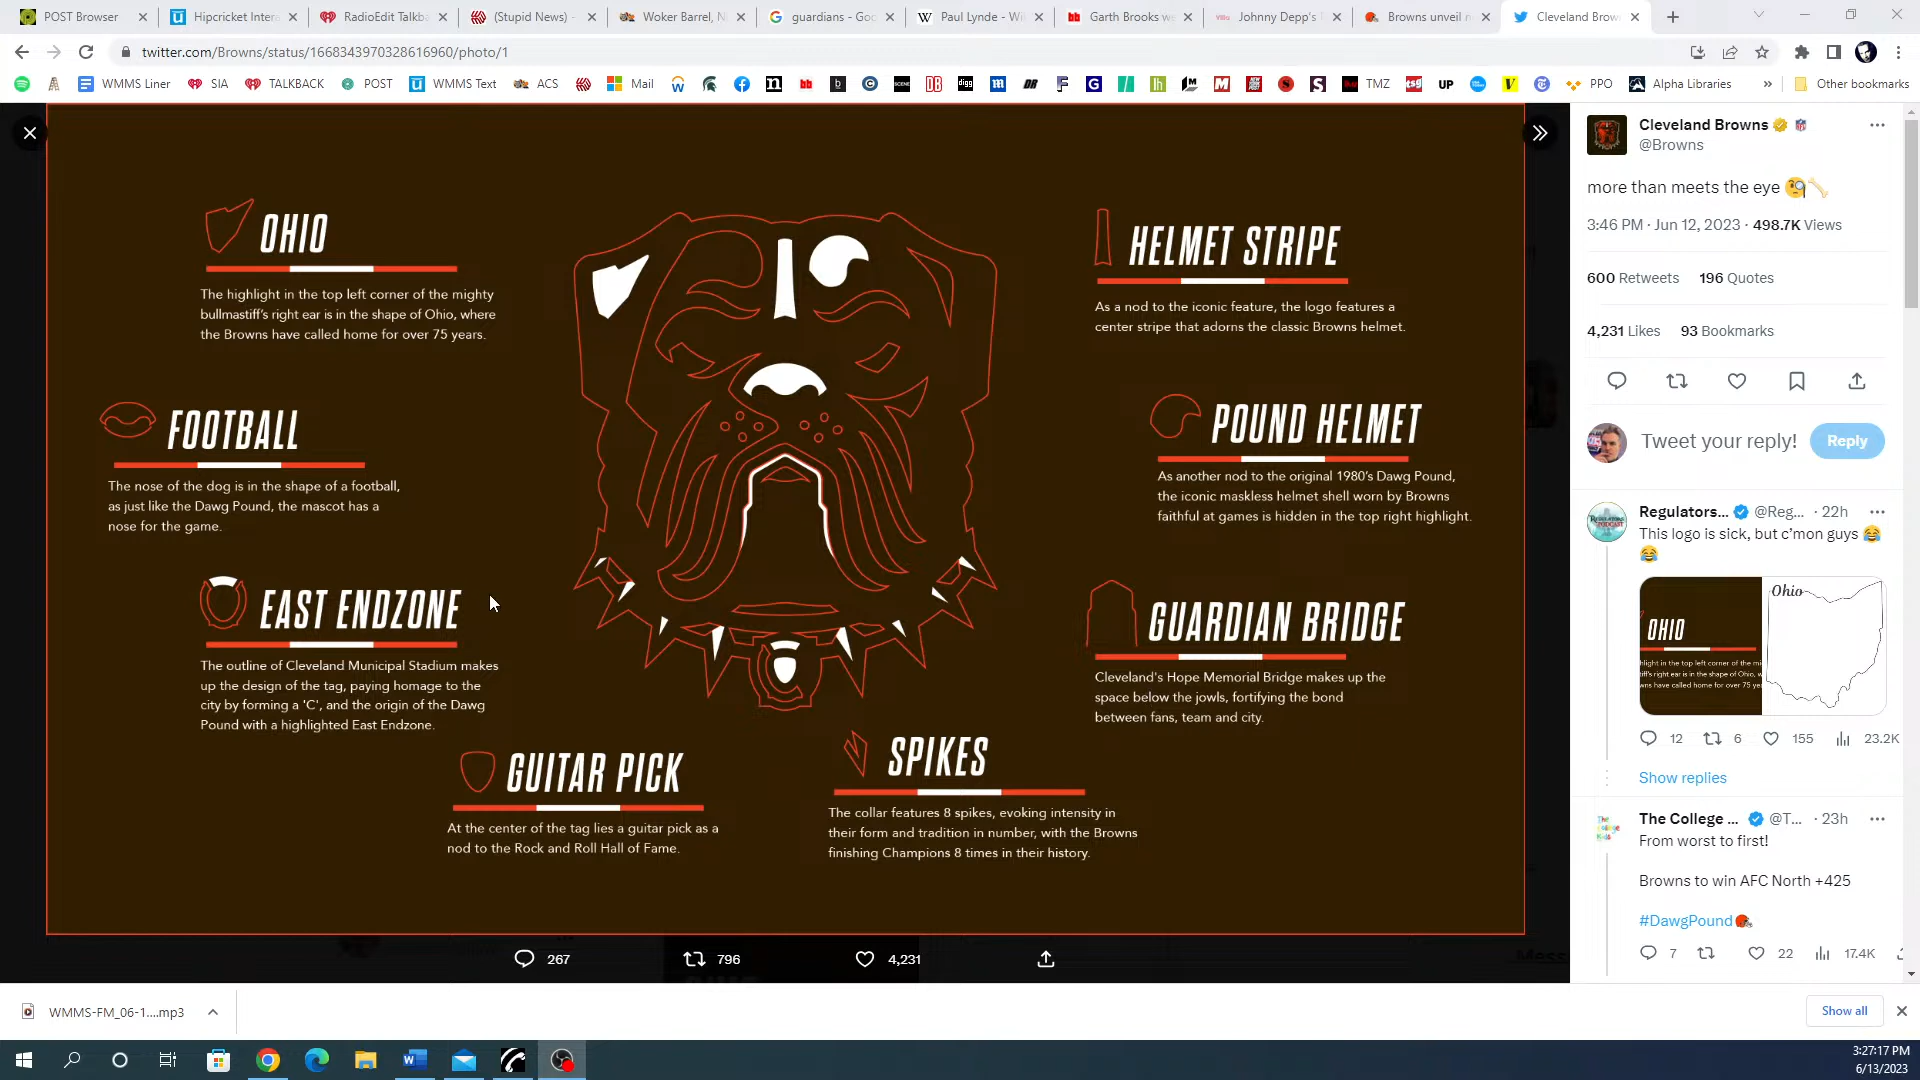 POST Browser
Hipcricket Inter
RadioEdit Talkba
(Stupid News) -
Woker Barrel, N
guardians - Goo
Paul Lynde - Wi
Garth Brooks w
Johnny Depp's
Browns unveil n
Cleveland Brow
twitter.com/Browns/status/1668343970328616960/photo/1
WMMS Liner
SIA
TALKBACK
POST
WMMS Text
ACS
Mail
TMZ
UP
PPO
Alpha Libraries
Other bookmarks
OHIO
The highlight in the top left corner of the mighty
bullmastiff's right ear is in the shape of Ohio, where
the Browns have called home for over 75 years.
FOOTBALL
The nose of the dog is in the shape of a football,
as just like the Dawg Pound, the mascot has a
nose for the game.
EAST ENDZONE
The outline of Cleveland Municipal Stadium makes
up the design of the tag, paying homage to the
city by forming a 'C', and the origin of the Dawg
Pound with a highlighted East Endzone.
GUITAR PICK
At the center of the tag lies a guitar pick as a
nod to the Rock and Roll Hall of Fame.
SPIKES
The collar features 8 spikes, evoking intensity in
their form and tradition in number, with the Browns
finishing Champions 8 times in their history.
HELMET STRIPE
As a nod to the iconic feature, the logo features a
center stripe that adorns the classic Browns helmet.
POUND HELMET
As another nod to the original 1980's Dawg Pound,
the iconic maskless helmet shell worn by Browns
faithful at games is hidden in the top right highlight.
GUARDIAN BRIDGE
Cleveland's Hope Memorial Bridge makes up the
space below the jowls, fortifying the bond
between fans, team and city.
267
796
4,231
Cleveland Browns
@Browns
more than meets the eye 🧐🦴
3:46 PM · Jun 12, 2023 · 498.7K Views
600 Retweets 196 Quotes
4,231 Likes 93 Bookmarks
Tweet your reply!
Reply
Regulators... @Reg... · 22h
This logo is sick, but c'mon guys 😂
😂
OHIO
Ohio
12 6 155 23.2K
Show replies
The College ... @T... · 23h
From worst to first!
Browns to win AFC North +425
#DawgPound
7 22 17.4K
WMMS-FM_06-1....mp3
Show all
3:27:17 PM
6/13/2023